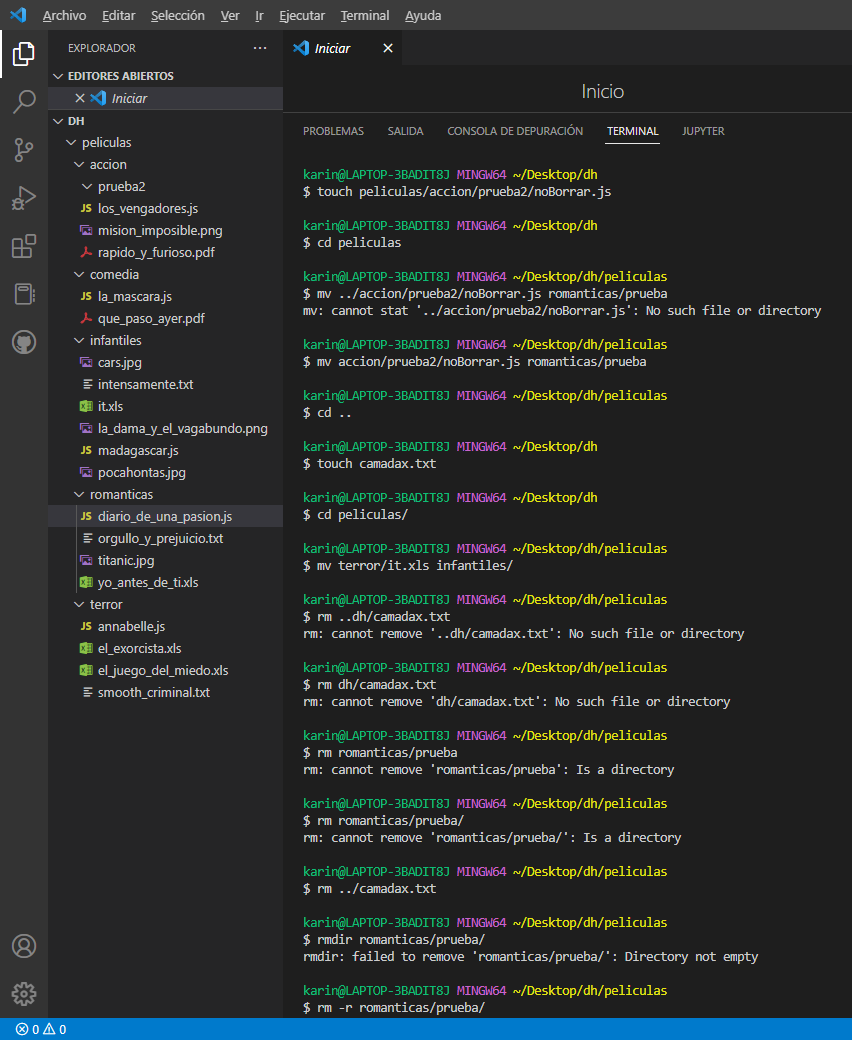 Archivo Editar Selección Ver Ir Ejecutar Terminal Ayuda
EXPLORADOR ···
EDITORES ABIERTOS
Iniciar
DH
peliculas
accion
prueba2
JS los_vengadores.js
mision_imposible.png
rapido_y_furioso.pdf
comedia
JS la_mascara.js
que_paso_ayer.pdf
infantiles
cars.jpg
intensamente.txt
it.xls
la_dama_y_el_vagabundo.png
JS madagascar.js
pocahontas.jpg
romanticas
JS diario_de_una_pasion.js
orgullo_y_prejuicio.txt
titanic.jpg
yo_antes_de_ti.xls
terror
JS annabelle.js
el_exorcista.xls
el_juego_del_miedo.xls
smooth_criminal.txt
Iniciar
Inicio
PROBLEMAS SALIDA CONSOLA DE DEPURACIÓN TERMINAL JUPYTER
karin@LAPTOP-3BADIT8J MINGW64 ~/Desktop/dh
$ touch peliculas/accion/prueba2/noBorrar.js
karin@LAPTOP-3BADIT8J MINGW64 ~/Desktop/dh
$ cd peliculas
karin@LAPTOP-3BADIT8J MINGW64 ~/Desktop/dh/peliculas
$ mv ../accion/prueba2/noBorrar.js romanticas/prueba
mv: cannot stat '../accion/prueba2/noBorrar.js': No such file or directory
karin@LAPTOP-3BADIT8J MINGW64 ~/Desktop/dh/peliculas
$ mv accion/prueba2/noBorrar.js romanticas/prueba
karin@LAPTOP-3BADIT8J MINGW64 ~/Desktop/dh/peliculas
$ cd ..
karin@LAPTOP-3BADIT8J MINGW64 ~/Desktop/dh
$ touch camadax.txt
karin@LAPTOP-3BADIT8J MINGW64 ~/Desktop/dh
$ cd peliculas/
karin@LAPTOP-3BADIT8J MINGW64 ~/Desktop/dh/peliculas
$ mv terror/it.xls infantiles/
karin@LAPTOP-3BADIT8J MINGW64 ~/Desktop/dh/peliculas
$ rm ..dh/camadax.txt
rm: cannot remove '..dh/camadax.txt': No such file or directory
karin@LAPTOP-3BADIT8J MINGW64 ~/Desktop/dh/peliculas
$ rm dh/camadax.txt
rm: cannot remove 'dh/camadax.txt': No such file or directory
karin@LAPTOP-3BADIT8J MINGW64 ~/Desktop/dh/peliculas
$ rm romanticas/prueba
rm: cannot remove 'romanticas/prueba': Is a directory
karin@LAPTOP-3BADIT8J MINGW64 ~/Desktop/dh/peliculas
$ rm romanticas/prueba/
rm: cannot remove 'romanticas/prueba/': Is a directory
karin@LAPTOP-3BADIT8J MINGW64 ~/Desktop/dh/peliculas
$ rm ../camadax.txt
karin@LAPTOP-3BADIT8J MINGW64 ~/Desktop/dh/peliculas
$ rmdir romanticas/prueba/
rmdir: failed to remove 'romanticas/prueba/': Directory not empty
karin@LAPTOP-3BADIT8J MINGW64 ~/Desktop/dh/peliculas
$ rm -r romanticas/prueba/
0 0